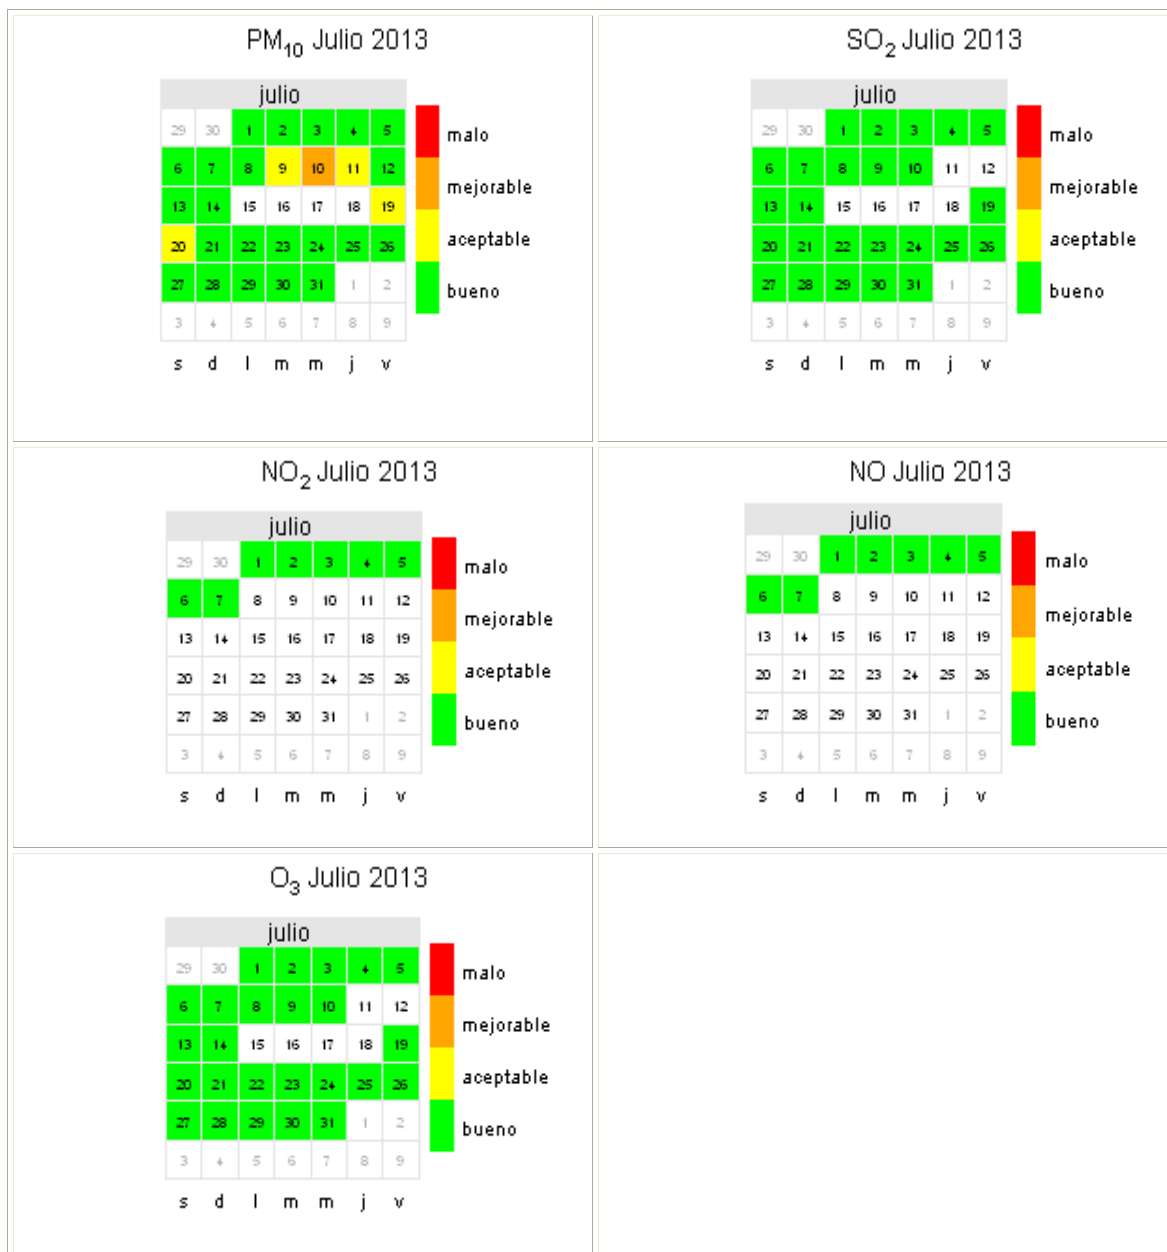 PM10 Julio 2013
julio
29 30 1 2 3 4 5
6 7 8 9 10 11 12
13 14 15 16 17 18 19
20 21 22 23 24 25 26
27 28 29 30 31 1 2
3 4 5 6 7 8 9
s d l m m j v
malo
mejorable
aceptable
bueno
SO2 Julio 2013
julio
29 30 1 2 3 4 5
6 7 8 9 10 11 12
13 14 15 16 17 18 19
20 21 22 23 24 25 26
27 28 29 30 31 1 2
3 4 5 6 7 8 9
s d l m m j v
malo
mejorable
aceptable
bueno
NO2 Julio 2013
julio
29 30 1 2 3 4 5
6 7 8 9 10 11 12
13 14 15 16 17 18 19
20 21 22 23 24 25 26
27 28 29 30 31 1 2
3 4 5 6 7 8 9
s d l m m j v
malo
mejorable
aceptable
bueno
NO Julio 2013
julio
29 30 1 2 3 4 5
6 7 8 9 10 11 12
13 14 15 16 17 18 19
20 21 22 23 24 25 26
27 28 29 30 31 1 2
3 4 5 6 7 8 9
s d l m m j v
malo
mejorable
aceptable
bueno
O3 Julio 2013
julio
29 30 1 2 3 4 5
6 7 8 9 10 11 12
13 14 15 16 17 18 19
20 21 22 23 24 25 26
27 28 29 30 31 1 2
3 4 5 6 7 8 9
s d l m m j v
malo
mejorable
aceptable
bueno